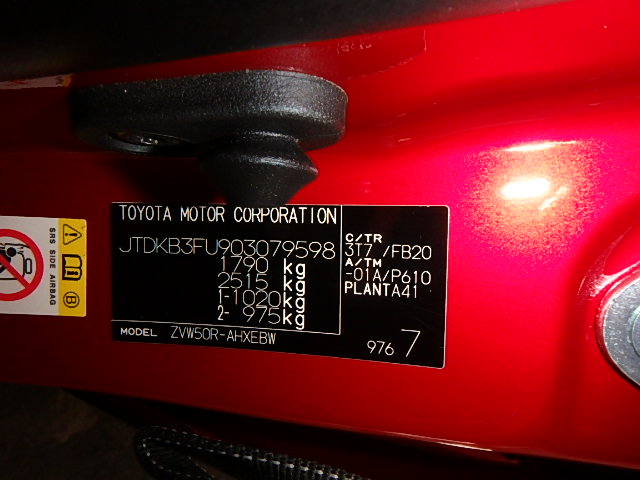 TOYOTA MOTOR CORPORATION
JTDKB3FU903079598
1790 kg
2515 kg
1-1020kg
2- 975kg
MODEL ZVW50R-AHXEBW
C/TR
3T7 /FB20
A/TM
-01A/P610
PLANTA41
976 7
SRS SIDE AIRBAG